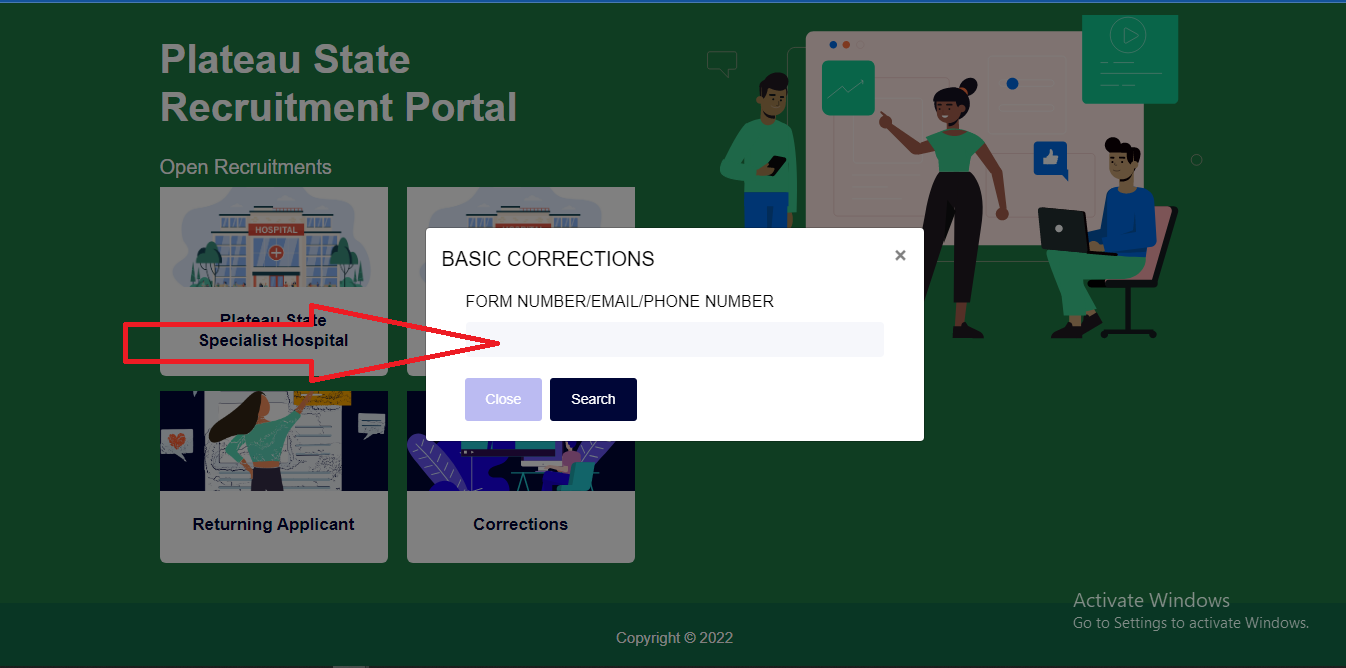 Plateau State
Recruitment Portal
Open Recruitments
HOSPITAL
Plateau State
Specialist Hospital
BASIC CORRECTIONS
×
FORM NUMBER/EMAIL/PHONE NUMBER
Close
Search
Returning Applicant
Corrections
Activate Windows
Go to Settings to activate Windows.
Copyright © 2022